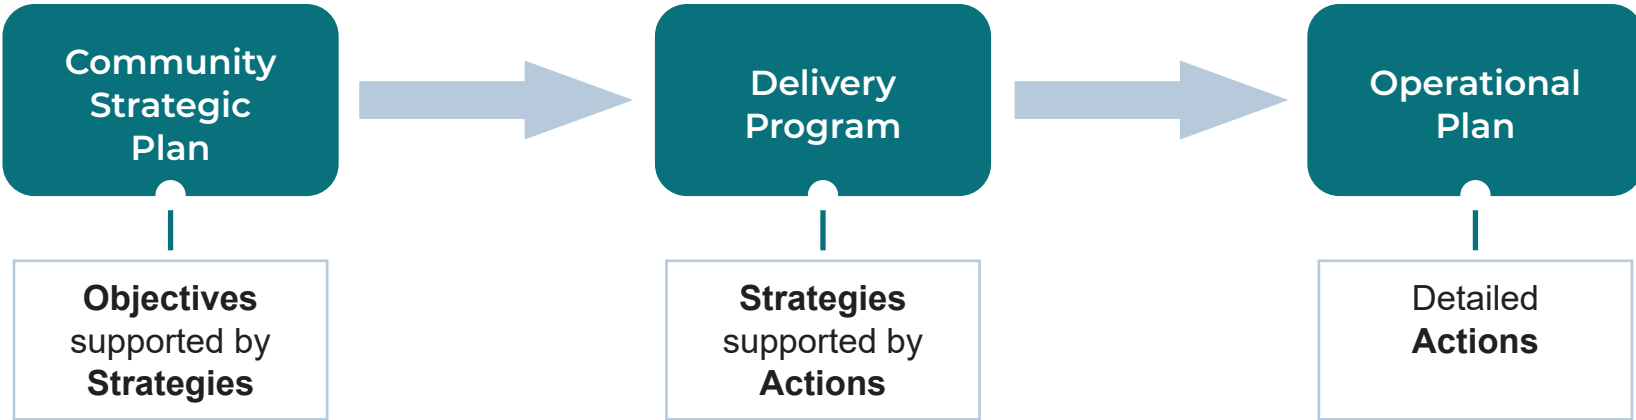 Community
Strategic
Plan
Delivery
Program
Operational
Plan
Objectives
supported by
Strategies
Strategies
supported by
Actions
Detailed
Actions